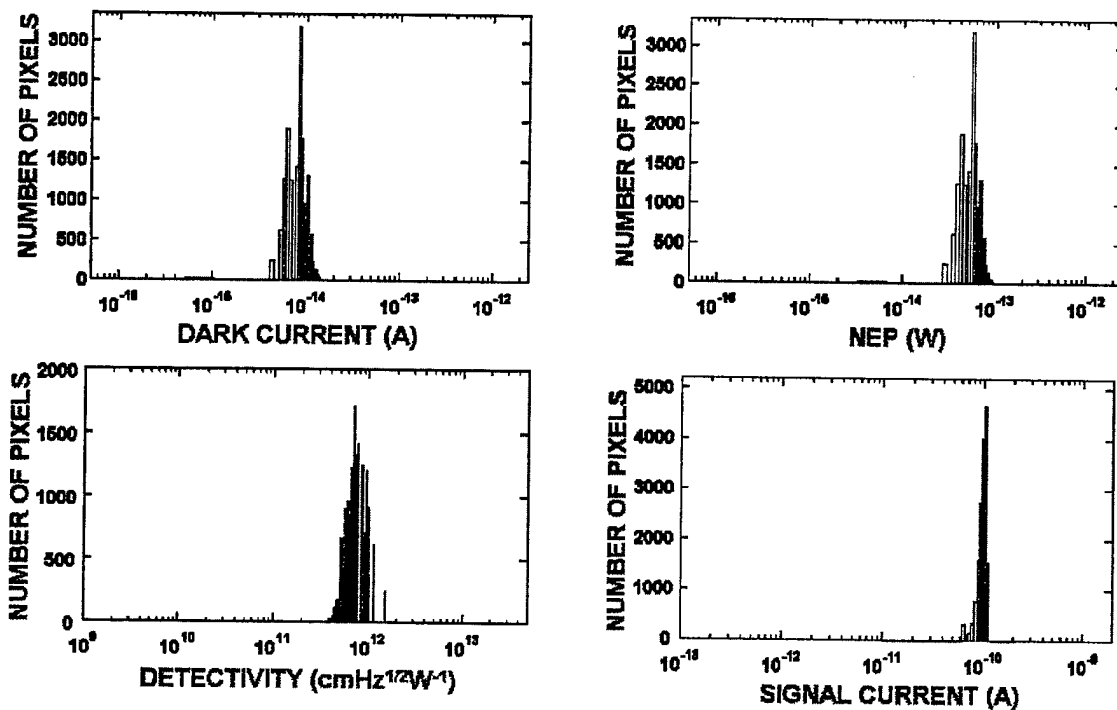 NUMBER OF PIXELS
3000
2500
2000
1500
1000
500
0
10⁻¹⁶ 10⁻¹⁵ 10⁻¹⁴ 10⁻¹³ 10⁻¹²
DARK CURRENT (A)
NUMBER OF PIXELS
3000
2500
2000
1500
1000
500
0
10⁻¹⁶ 10⁻¹⁵ 10⁻¹⁴ 10⁻¹³ 10⁻¹²
NEP (W)
NUMBER OF PIXELS
2000
1500
1000
500
0
10⁹ 10¹⁰ 10¹¹ 10¹² 10¹³
DETECTIVITY (cmHz¹ᐟ²W⁻¹)
NUMBER OF PIXELS
5000
4000
3000
2000
1000
0
10⁻¹³ 10⁻¹² 10⁻¹¹ 10⁻¹⁰ 10⁻⁹
SIGNAL CURRENT (A)